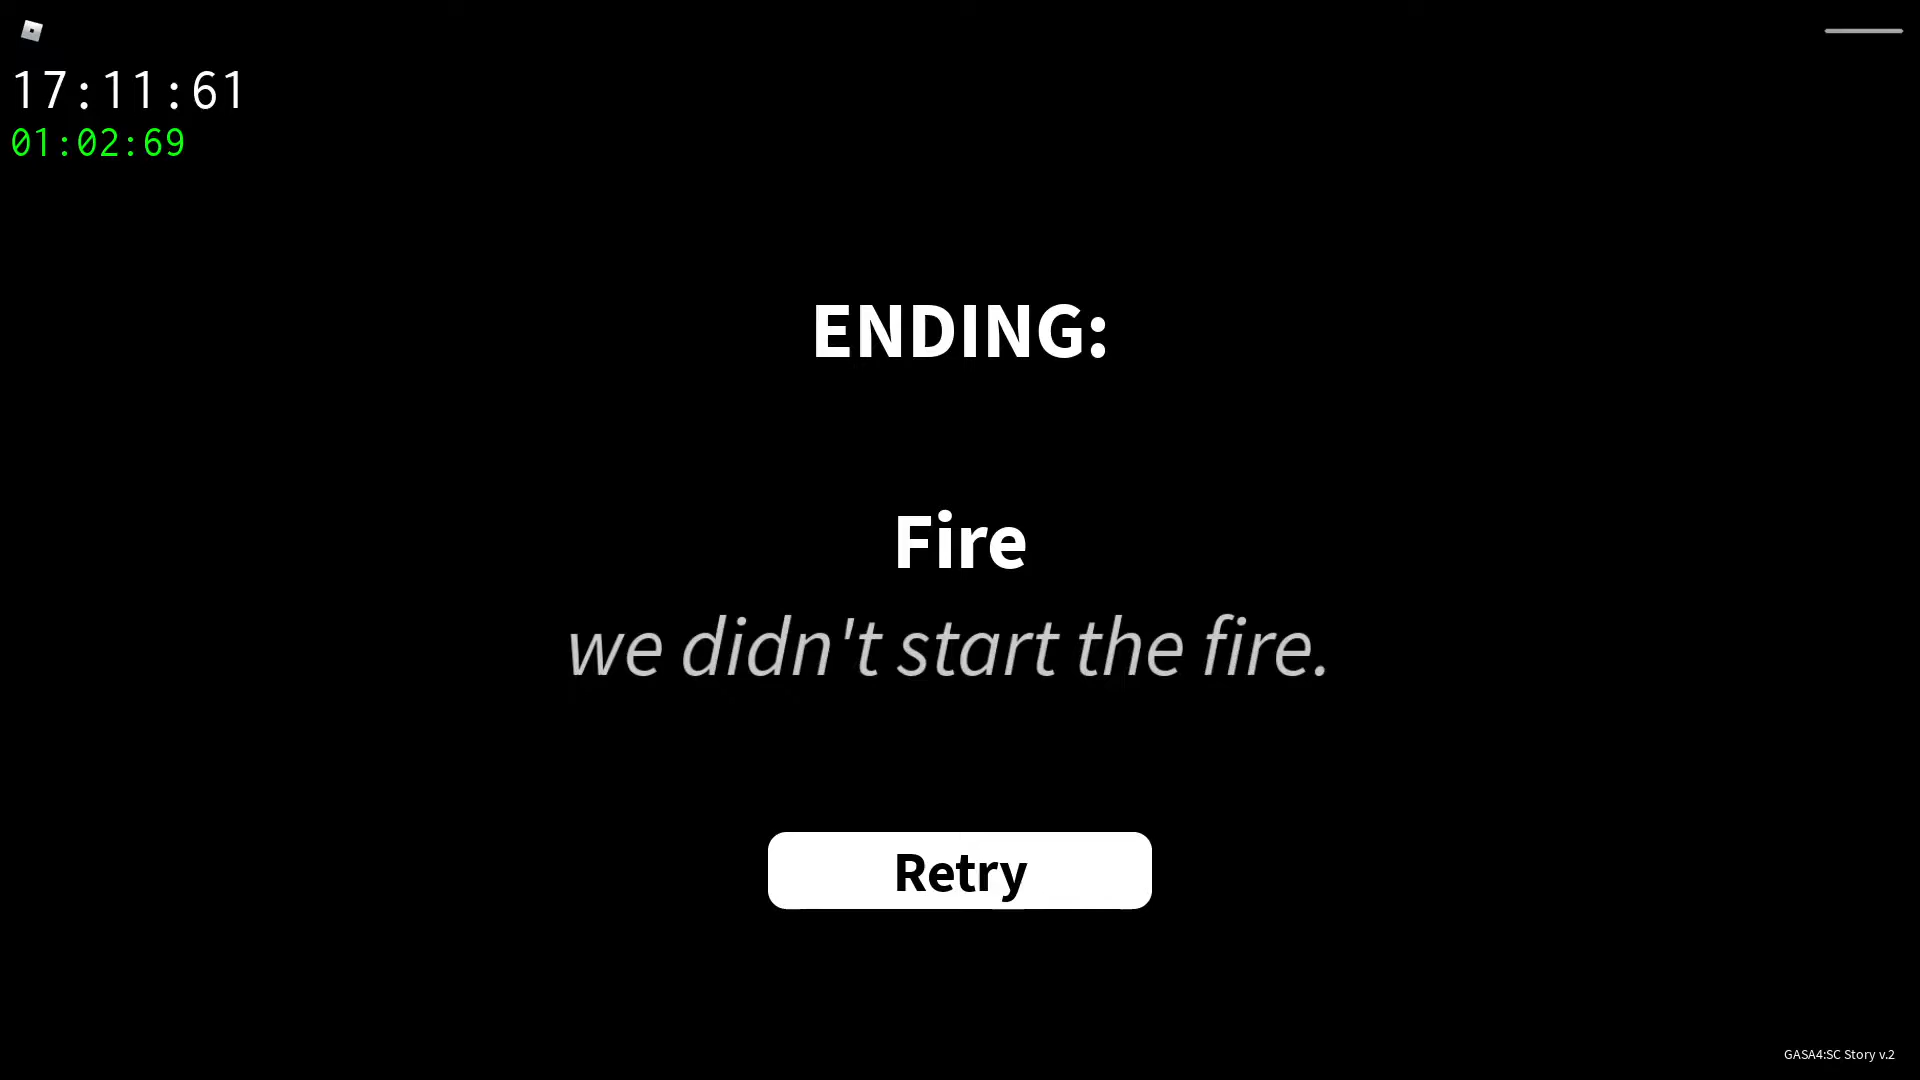 17:11:61
01:02:69
ENDING:
Fire
we didn't start the fire.
Retry
GASA4:SC Story v.2